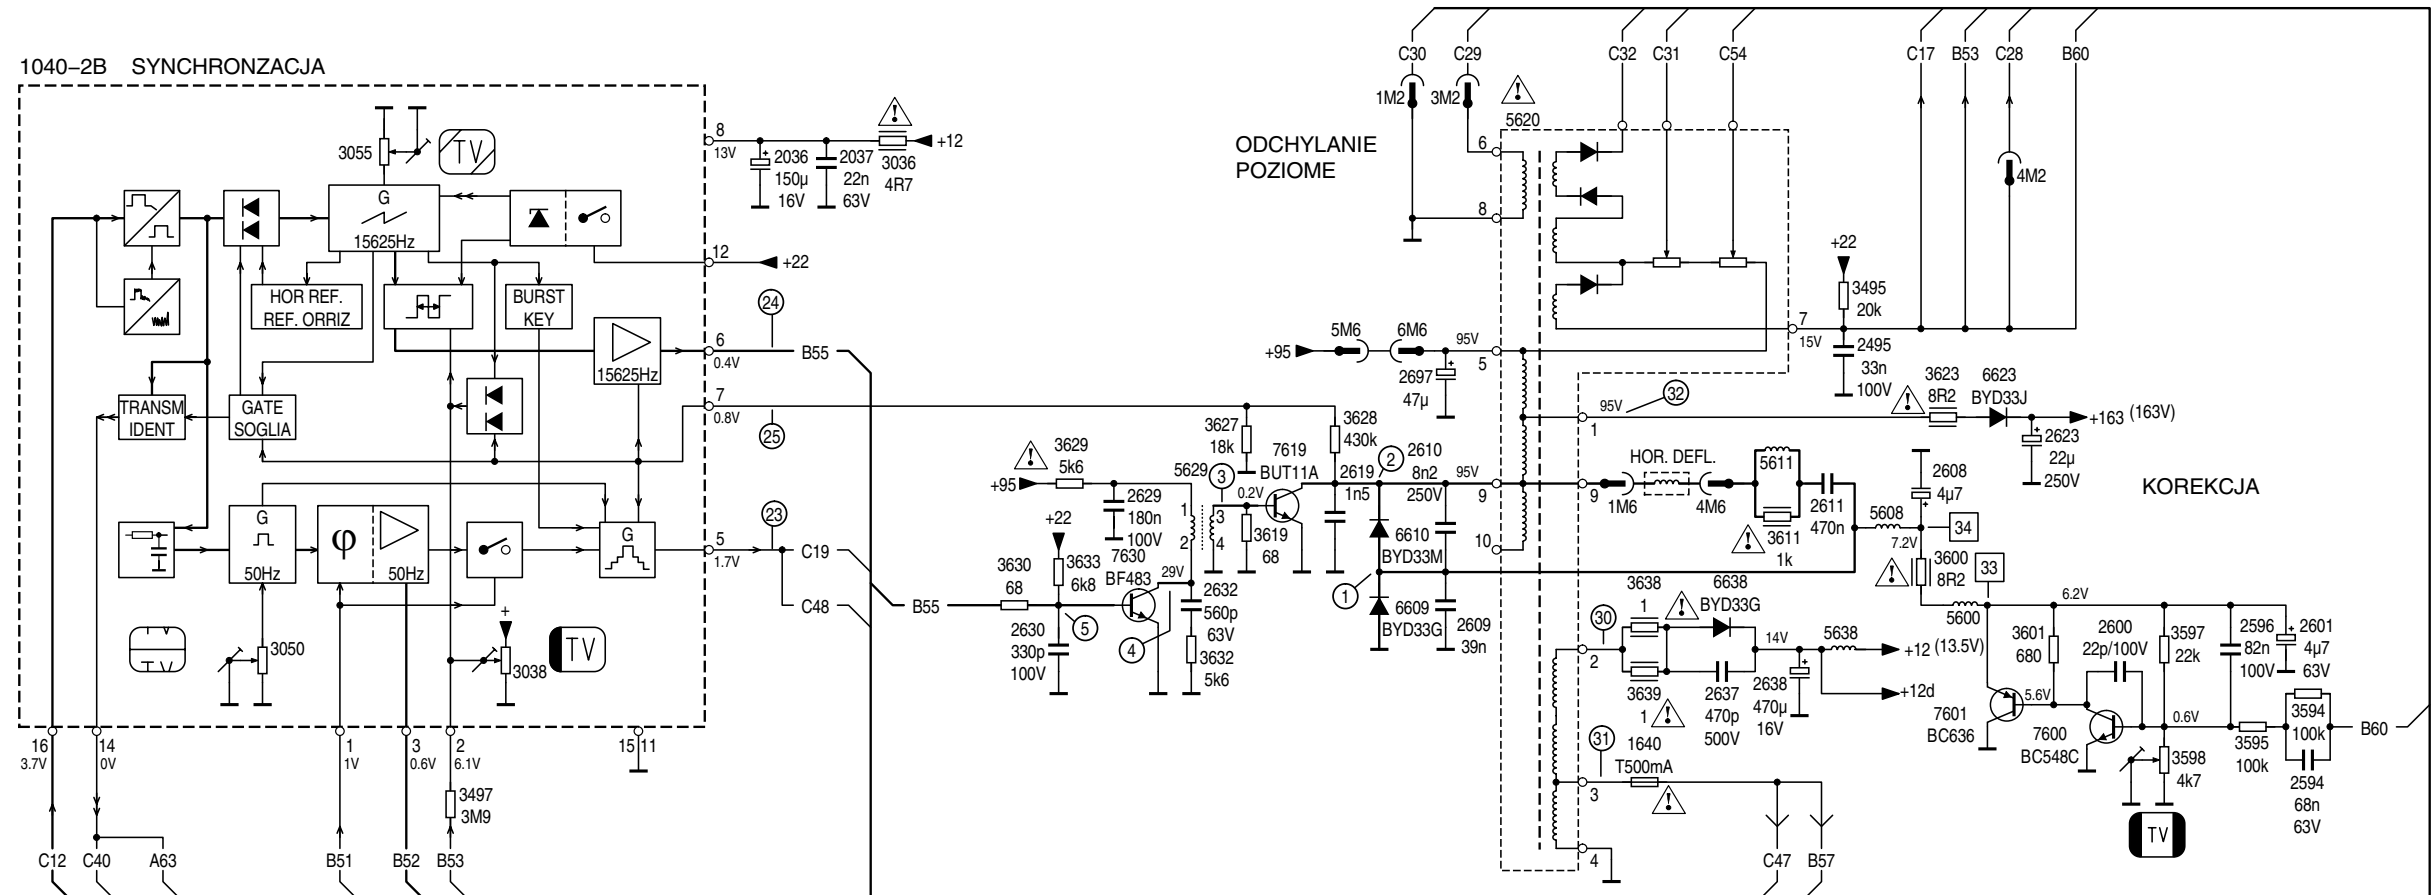 1040–2B SYNCHRONZACJA
3055
TV
G
15625Hz
HOR REF.
REF. ORRIZ
BURST
KEY
15625Hz
TRANSM
IDENT
GATE
SOGLIA
G
50Hz
φ
50Hz
G
3050
3038
+
TV
TV
8
13V
2036
150µ
16V
2037
22n
63V
3036
4R7
+12
12
+22
24
6
0.4V
B55
7
0.8V
25
23
5
1.7V
C19
C48
B55
16
3.7V
14
0V
1
1V
3
0.6V
2
6.1V
15
11
3497
3M9
C12
C40
A63
B51
B52
B53
3629
5k6
+95
2629
180n
100V
+22
3633
6k8
3630
68
2630
330p
100V
5
4
7630
BF483
29V
2632
560p
63V
3632
5k6
5629
1
2
3
4
3
0.2V
3627
18k
3619
68
7619
BUT11A
3628
430k
2619
1n5
2
2610
8n2
250V
6610
BYD33M
1
6609
BYD33G
2609
39n
ODCHYLANIE
POZIOME
C30
C29
1M2
3M2
5620
C32
C31
C54
6
8
+95
5M6
6M6
95V
5
2697
47µ
95V
9
10
7
15V
+22
3495
20k
2495
33n
100V
C17
B53
C28
B60
4M2
95V
32
1
3623
8R2
6623
BYD33J
+163 (163V)
2623
22µ
250V
9
1M6
HOR. DEFL.
4M6
5611
3611
1k
2611
470n
5608
7.2V
2608
4µ7
34
3600
8R2
33
5600
KOREKCJA
30
2
3638
1
6638
BYD33G
3639
1
2637
470p
500V
14V
2638
470µ
16V
5638
+12 (13.5V)
+12d
31
3
1640
T500mA
4
C47
B57
6.2V
3601
680
2600
22p/100V
3597
22k
2596
82n
100V
2601
4µ7
63V
5.6V
7601
BC636
7600
BC548C
0.6V
3598
4k7
3595
100k
3594
100k
2594
68n
63V
B60
TV